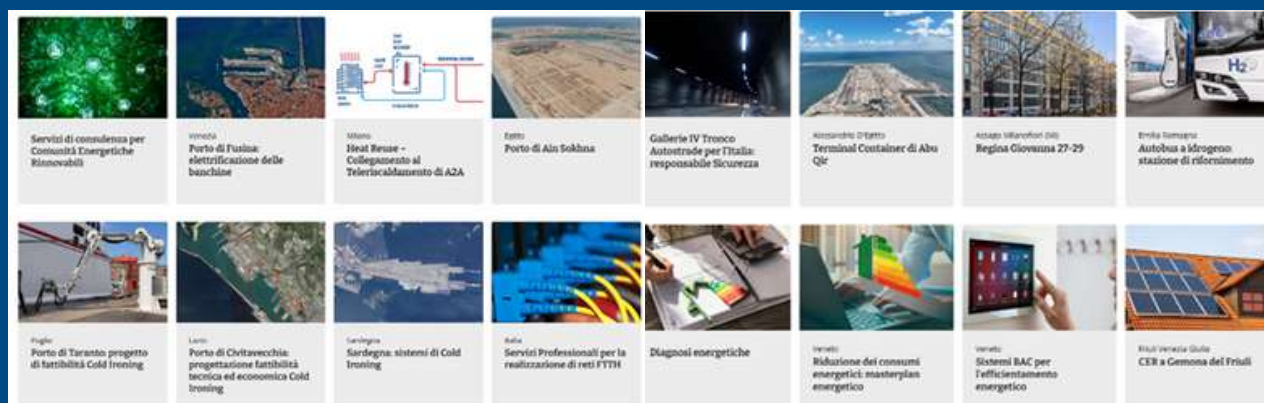 H2
Servizi di consulenza per
Comunità Energetiche
Rinnovabili
Venezia
Porto di Fusina:
elettrificazione delle
banchine
Milano
Heat Reuse –
Collegamento al
Teleriscaldamento di A2A
Egitto
Porto di Ain Sokhna
Gallerie IV Tronco
Autostrade per l'Italia:
responsabile Sicurezza
Alessandria D'Egitto
Terminal Container di Abu
Qir
Assago Milanofiori (MI)
Regina Giovanna 27-29
Emilia Romagna
Autobus a idrogeno:
stazione di rifornimento
Puglia
Porto di Taranto: progetto
di fattibilità Cold Ironing
Lazio
Porto di Civitavecchia:
progettazione fattibilità
tecnica ed economica Cold
Ironing
Sardegna
Sardegna: sistemi di Cold
Ironing
Italia
Servizi Professionali per la
realizzazione di reti FTTH
Diagnosi energetiche
Veneto
Riduzione dei consumi
energetici: masterplan
energetico
Veneto
Sistemi BAC per
l'efficientamento
energetico
Friuli Venezia Giulia
CER a Gemona del Friuli